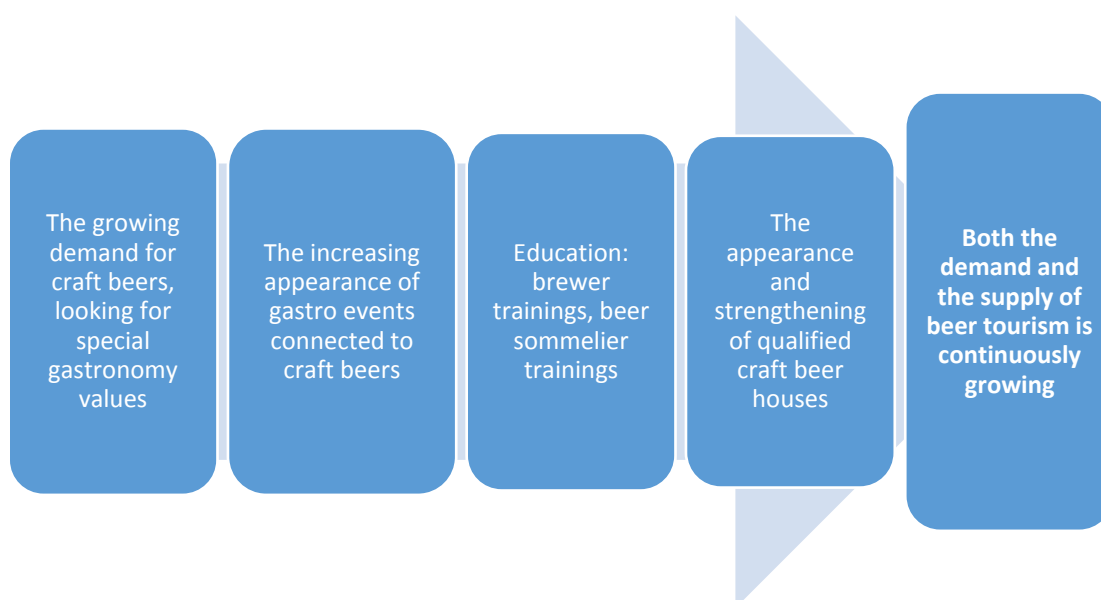 The growing
demand for
craft beers,
looking for
special
gastronomy
values
The increasing
appearance of
gastro events
connected to
craft beers
Education:
brewer
trainings, beer
sommelier
trainings
The
appearance
and
strengthening
of qualified
craft beer
houses
Both the
demand and
the supply of
beer tourism is
continuously
growing